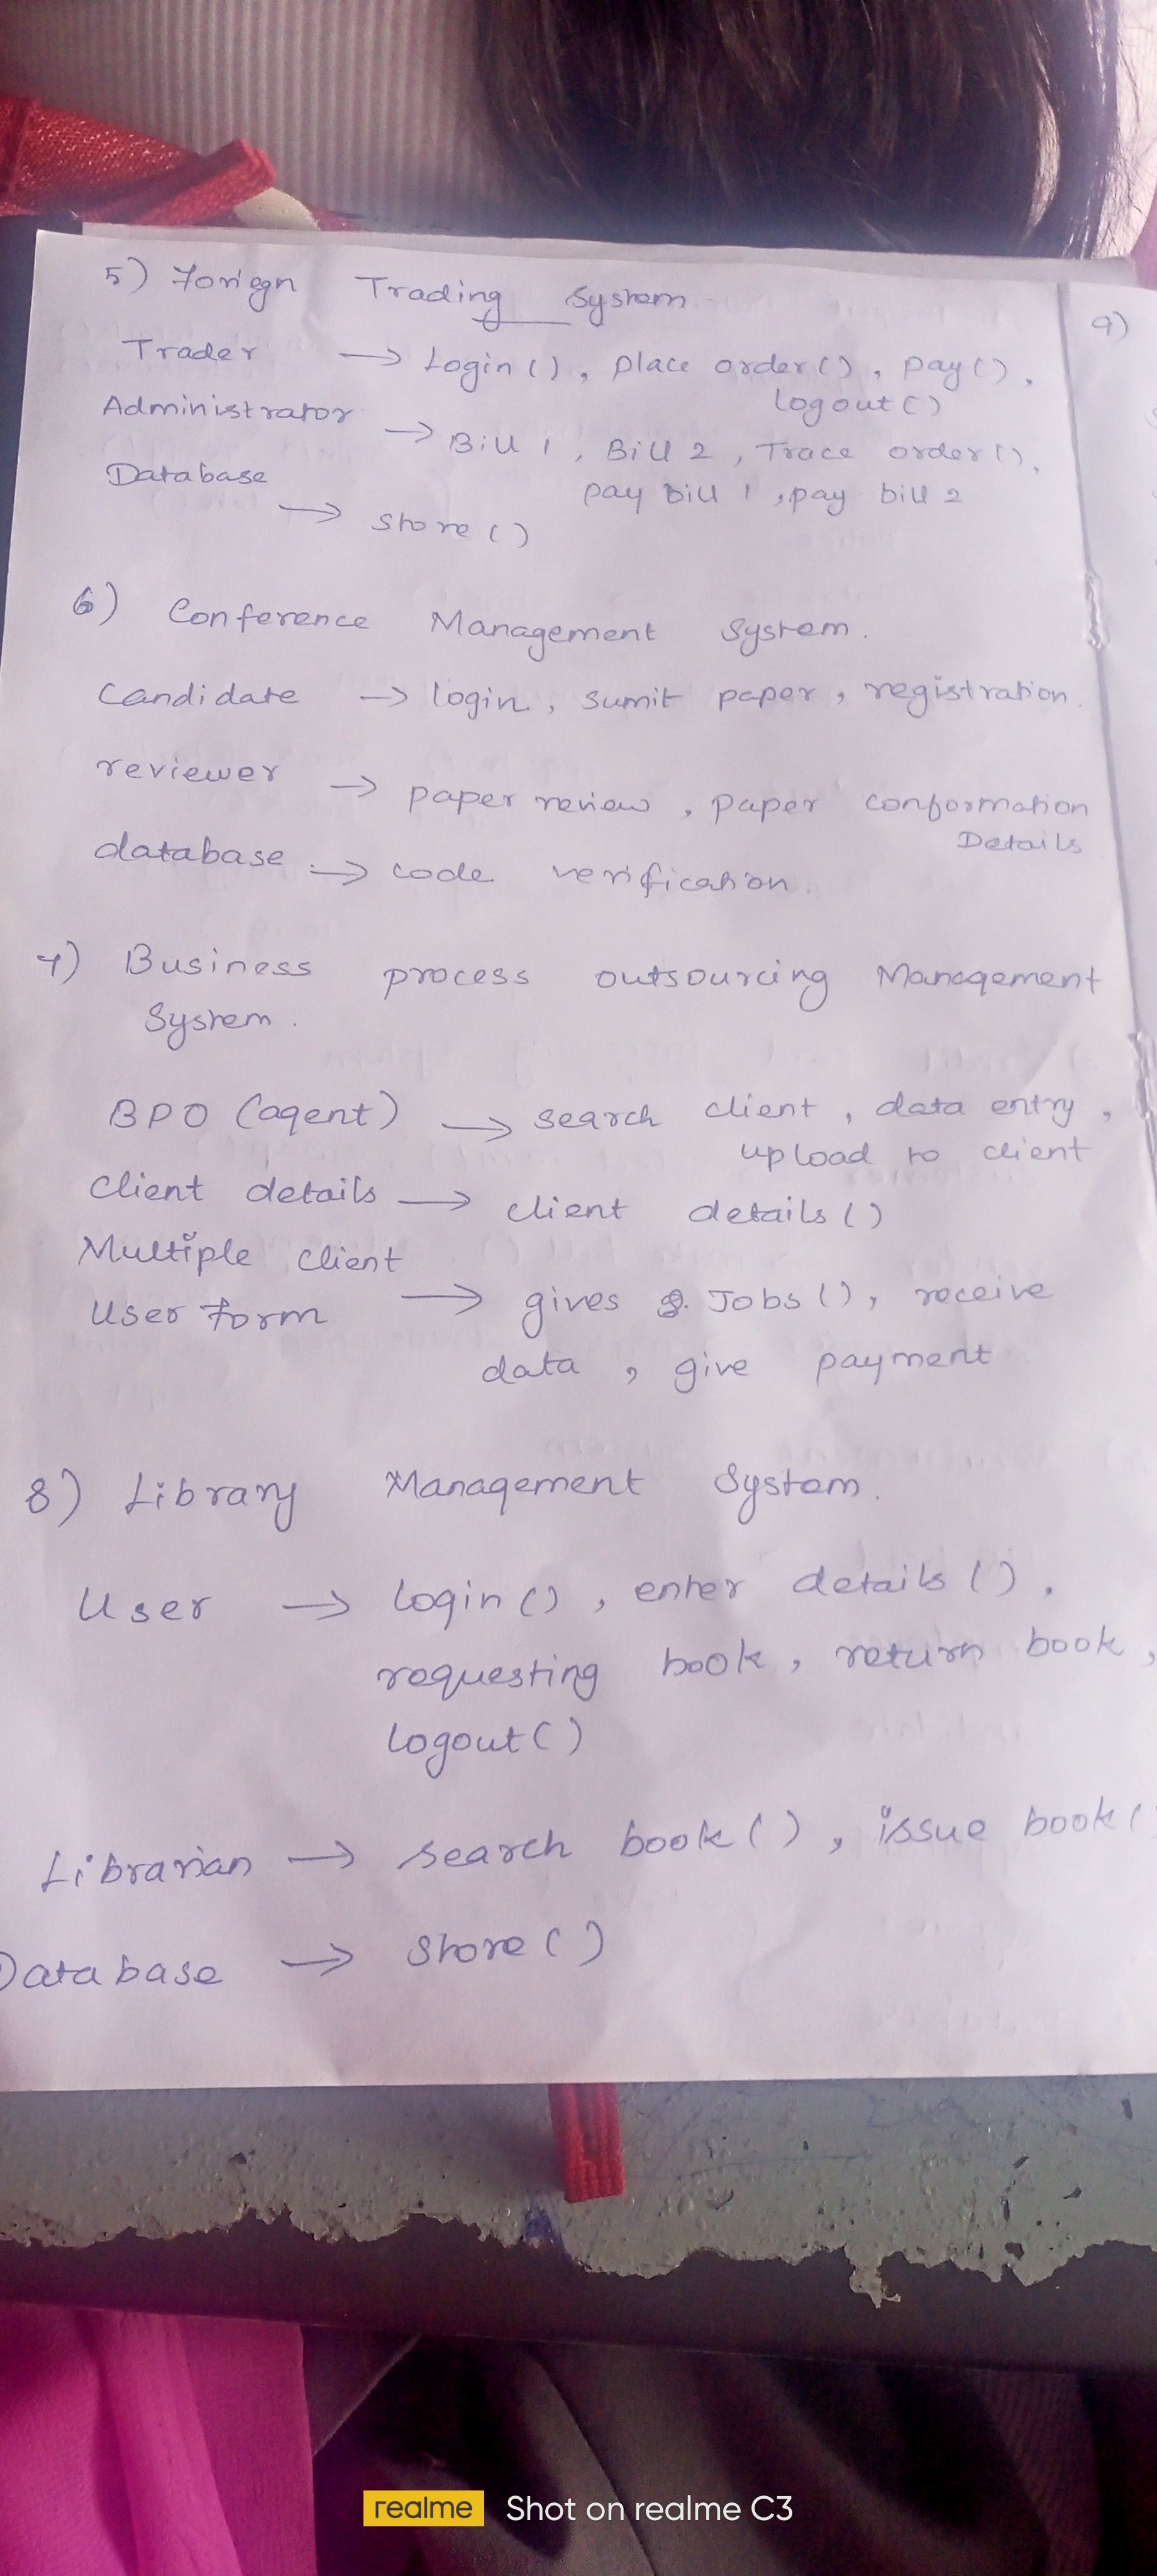 5) Foriegn Trading System
Trader → Login(), place order(), pay(),
logout()
Administrator → Bill 1, Bill 2, Trace order(),
pay bill 1, pay bill 2
Database → store()
6) Conference Management System.
Candidate → login, sumit paper, registration.
reviewer → paper review, paper conformation
Details
database → code verification.
7) Business process outsourcing Management
System.
BPO (agent) → search client, data entry,
upload to client
Client details → client details()
Multiple client
User form → gives Jobs(), receive
data, give payment
8) Library Management System.
User → login(), enter details(),
requesting book, return book,
logout()
Librarian → search book(), issue book(
Database → store()
9)
realme Shot on realme C3